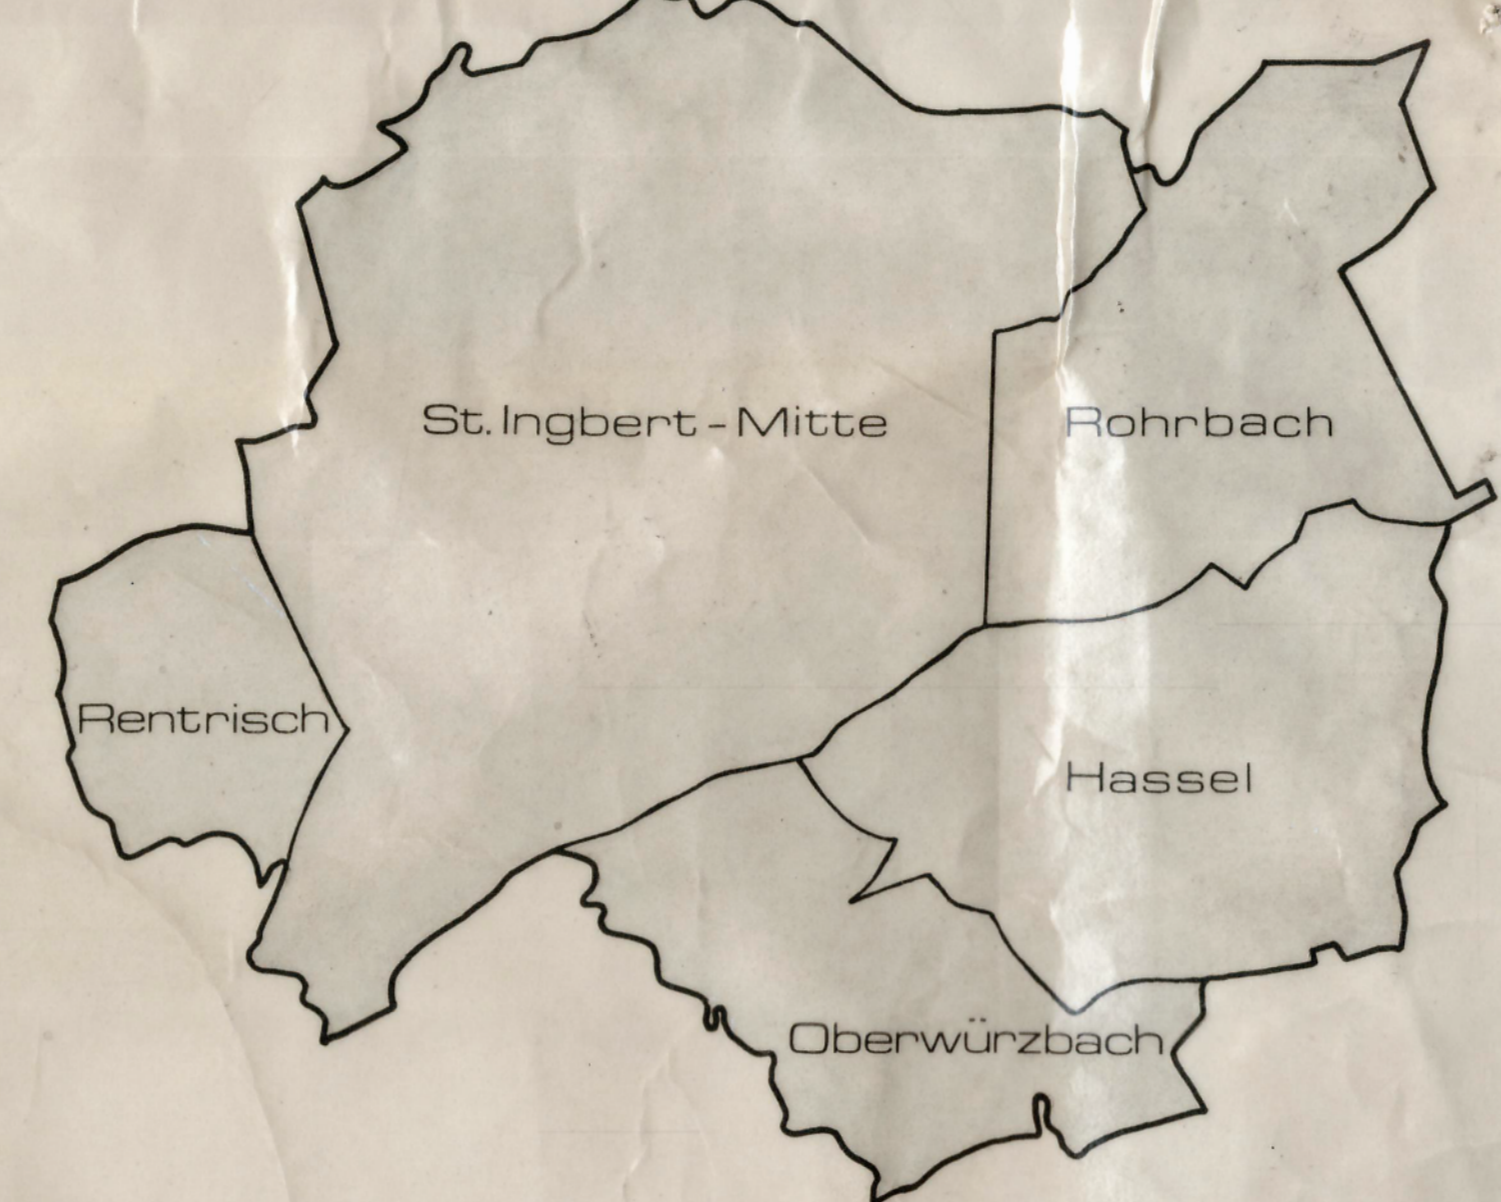 St. Ingbert-Mitte
Rohrbach
Rentrisch
Hassel
Oberwürzbach